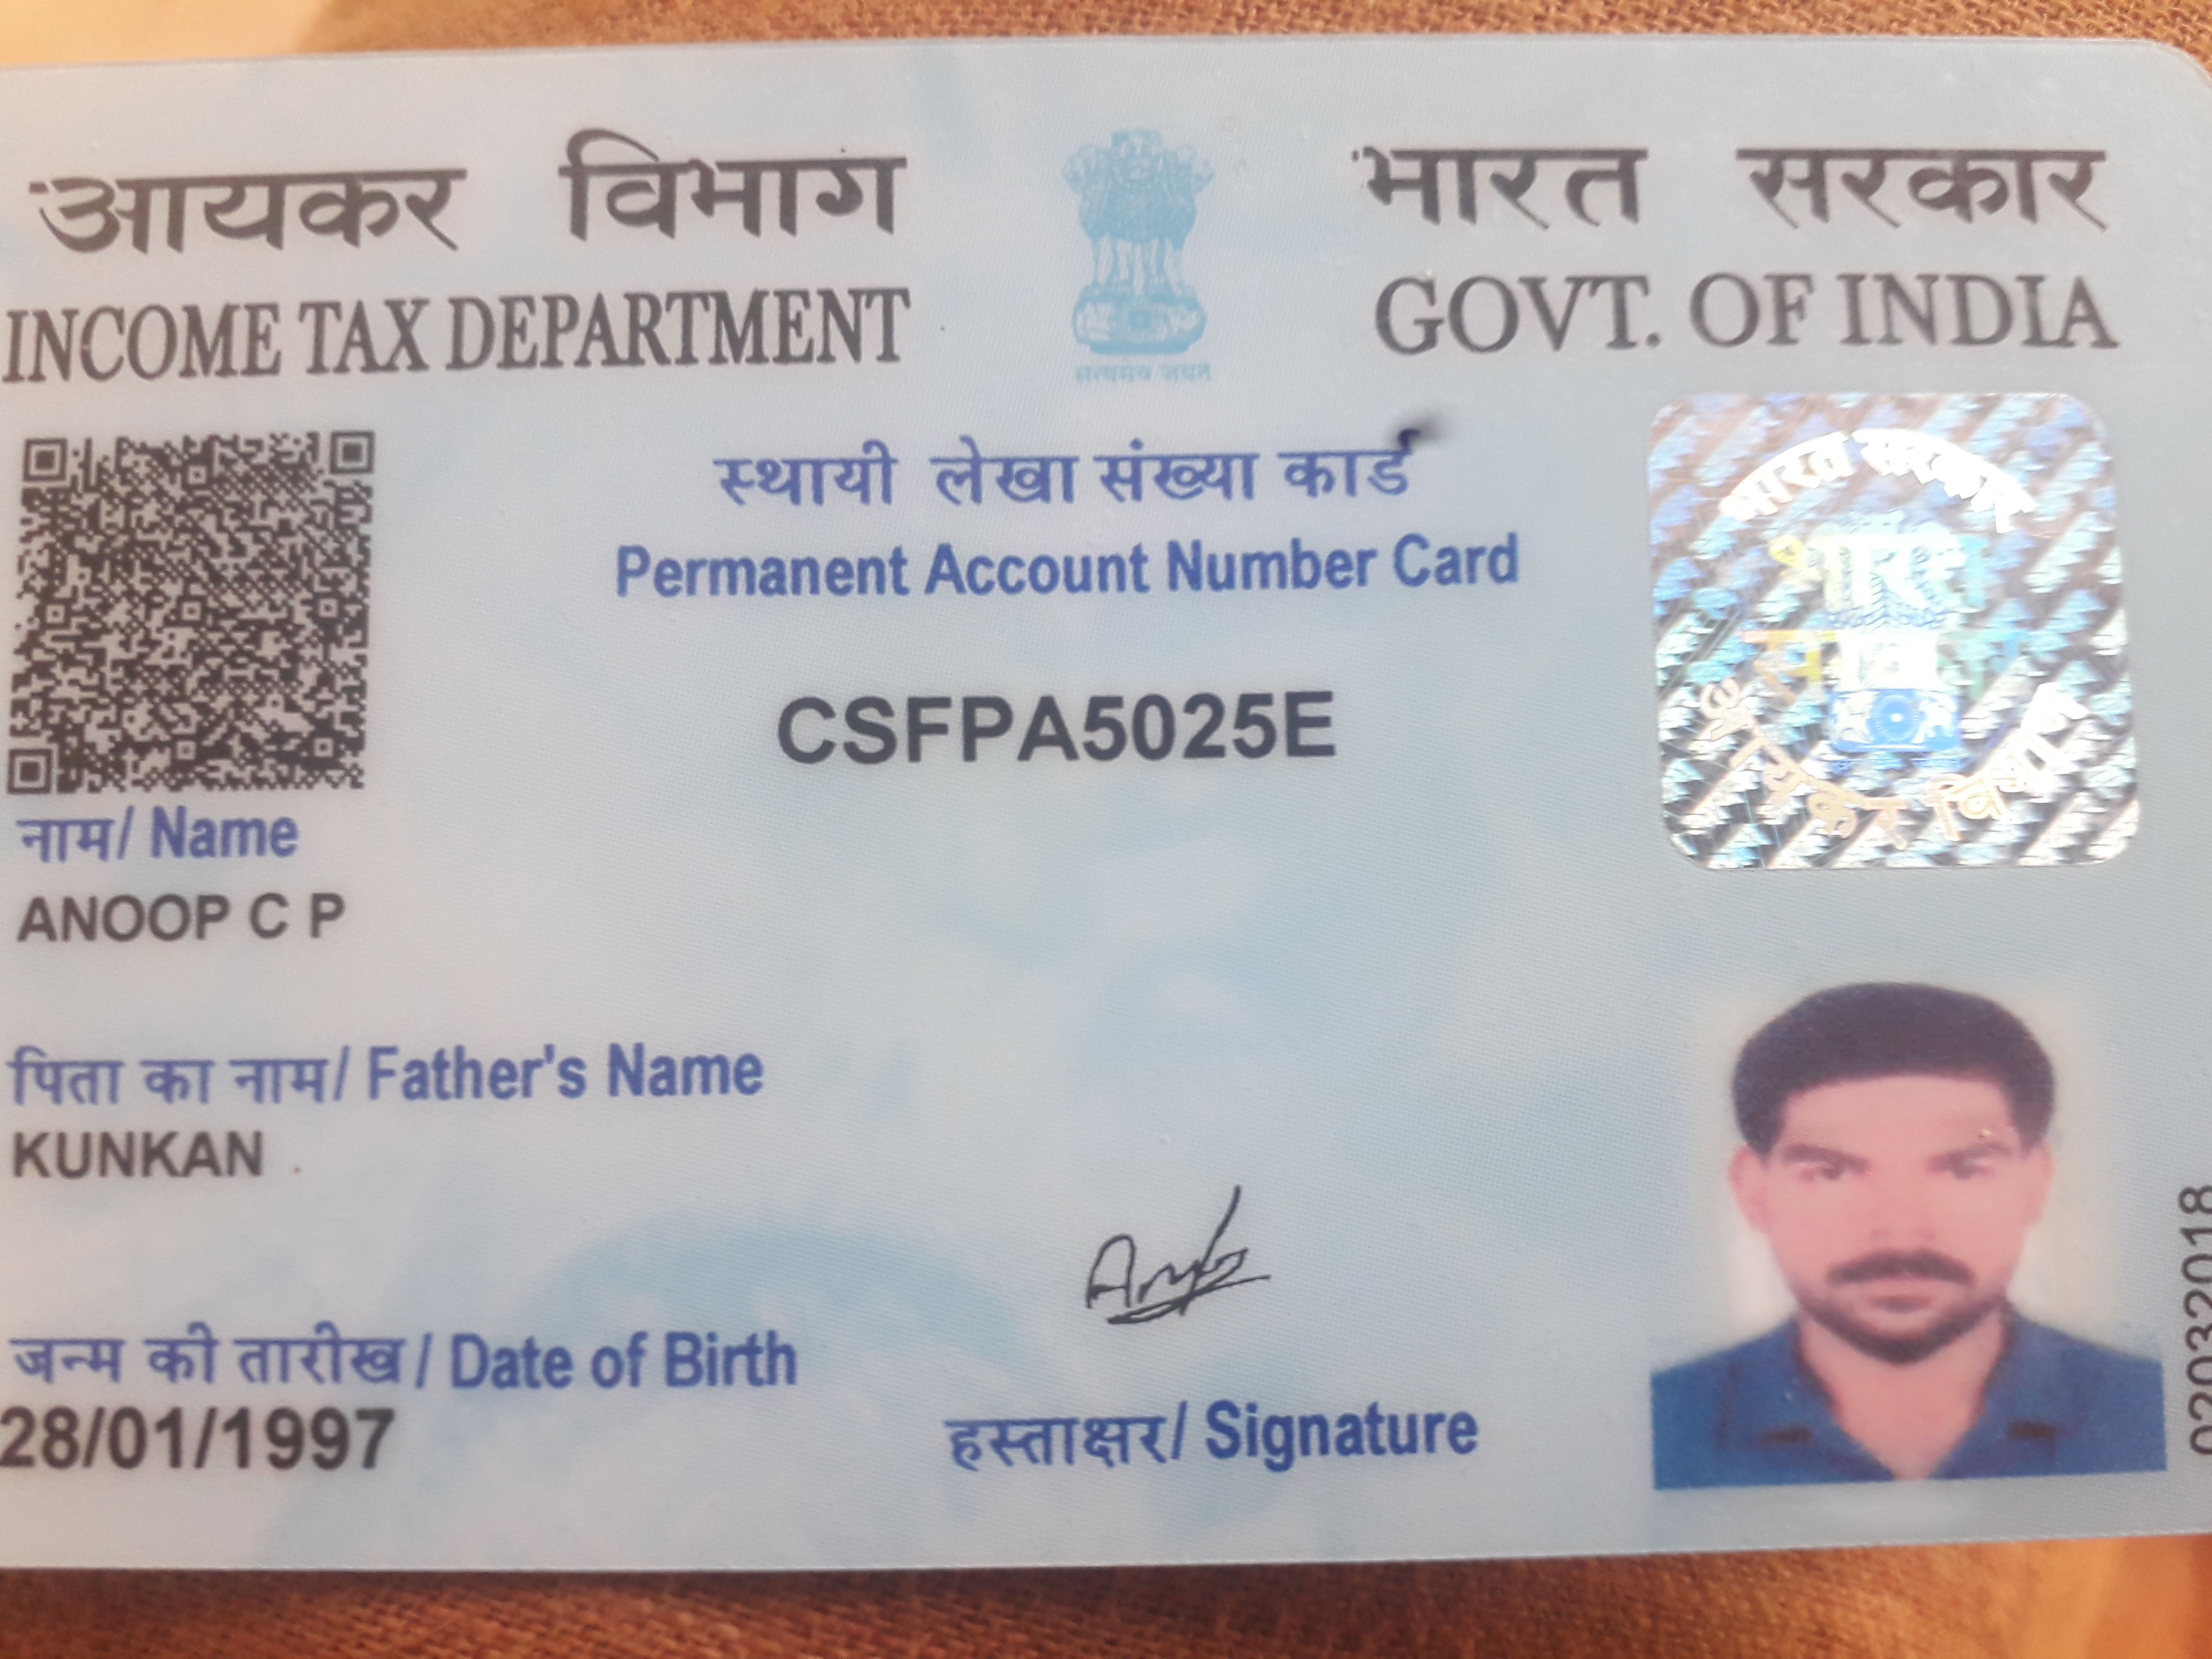 आयकर विभाग
INCOME TAX DEPARTMENT
भारत सरकार
GOVT. OF INDIA
स्थायी लेखा संख्या कार्ड
Permanent Account Number Card
CSFPA5025E
नाम/ Name
ANOOP C P
पिता का नाम/ Father's Name
KUNKAN
जन्म की तारीख/ Date of Birth
28/01/1997
हस्ताक्षर/ Signature
02032018